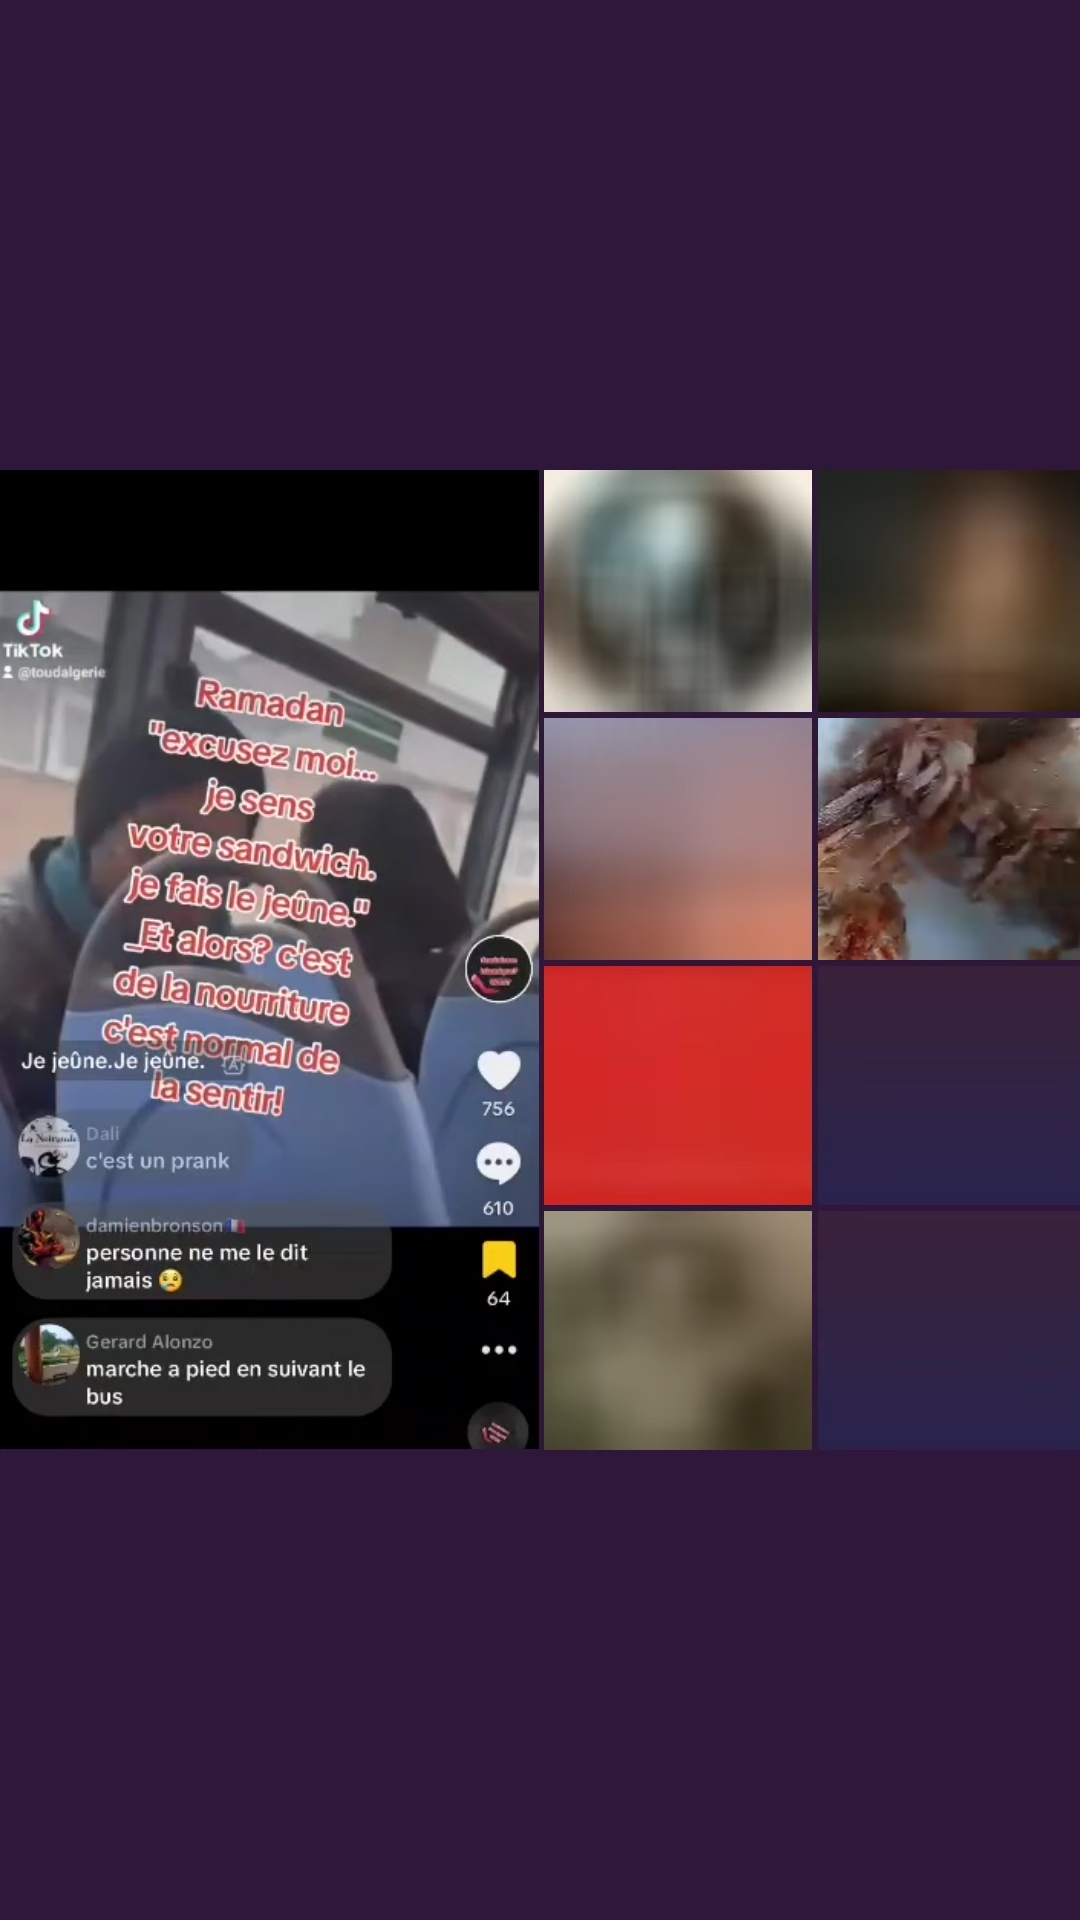 TikTok
@toudalgerie
Ramadan
"excusez moi...
je sens
votre sandwich.
je fais le jeûne."
_Et alors? c'est
de la nourriture
c'est normal de
la sentir!
Je jeûne.Je jeûne.
756
Dali
c'est un prank
610
damienbronson
personne ne me le dit
jamais
64
Gerard Alonzo
marche a pied en suivant le
bus